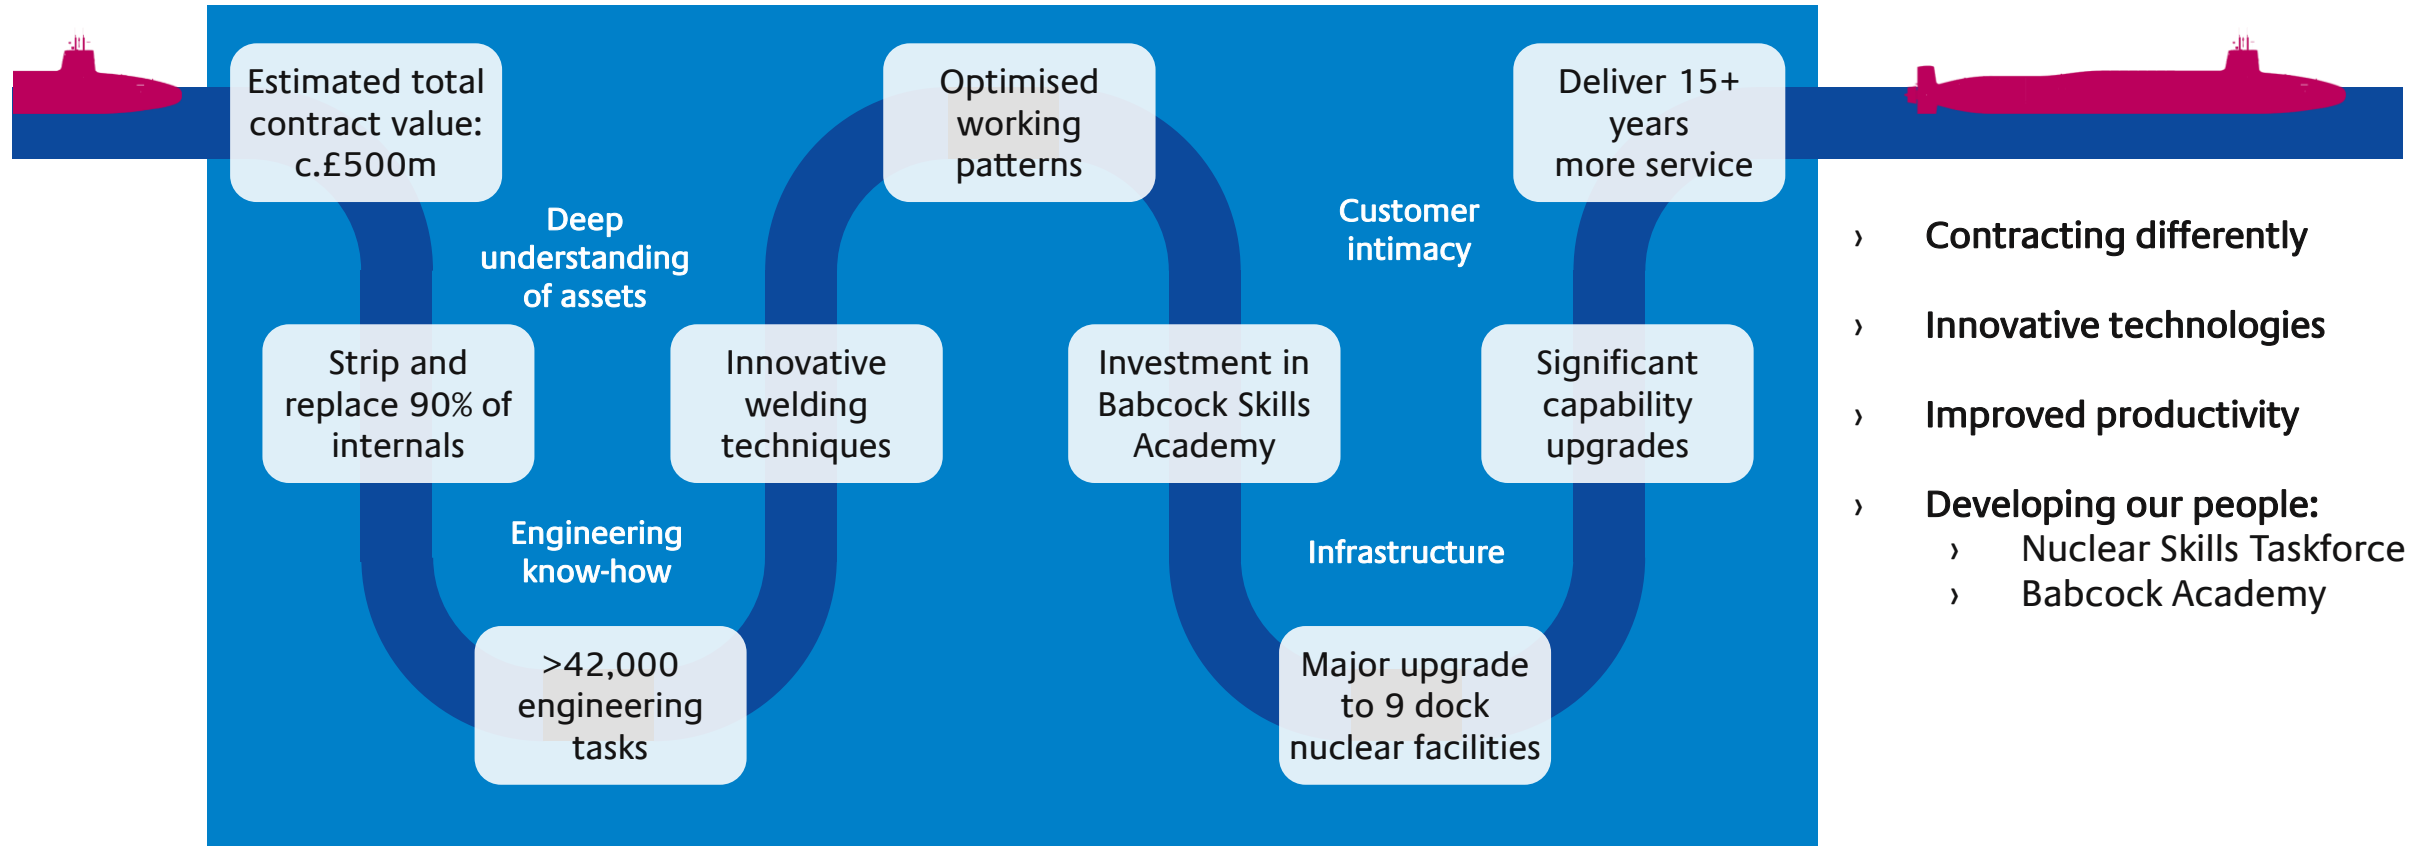 Estimated total
contract value:
c.£500m
Deep
understanding
of assets
Strip and
replace 90% of
internals
Engineering
know-how
>42,000
engineering
tasks
Innovative
welding
techniques
Optimised
working
patterns
Investment in
Babcock Skills
Academy
Customer
intimacy
Infrastructure
Major upgrade
to 9 dock
nuclear facilities
Significant
capability
upgrades
Deliver 15+
years
more service
› Contracting differently
› Innovative technologies
› Improved productivity
› Developing our people:
› Nuclear Skills Taskforce
› Babcock Academy